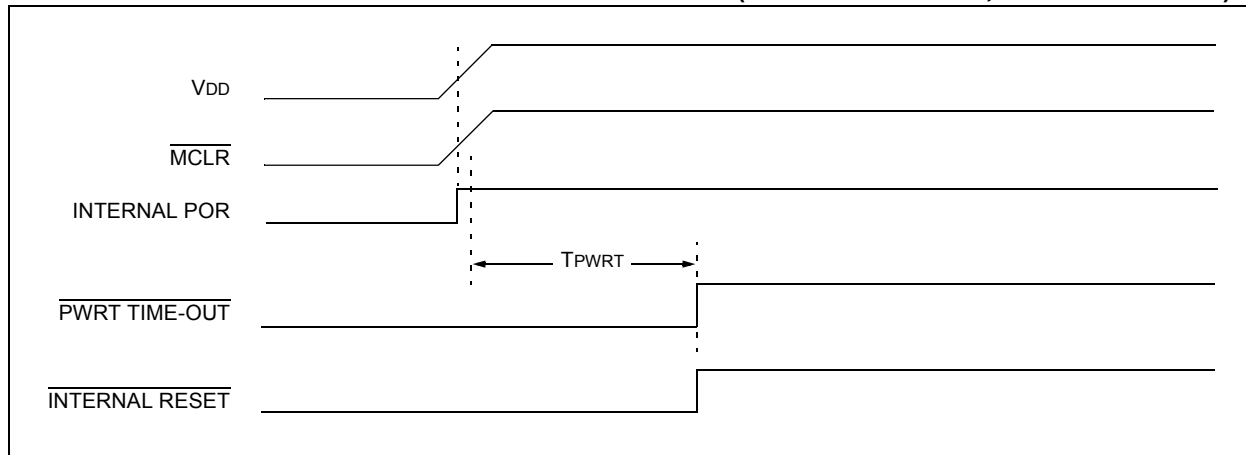 VDD
MCLR
INTERNAL POR
TPWRT
PWRT TIME-OUT
INTERNAL RESET